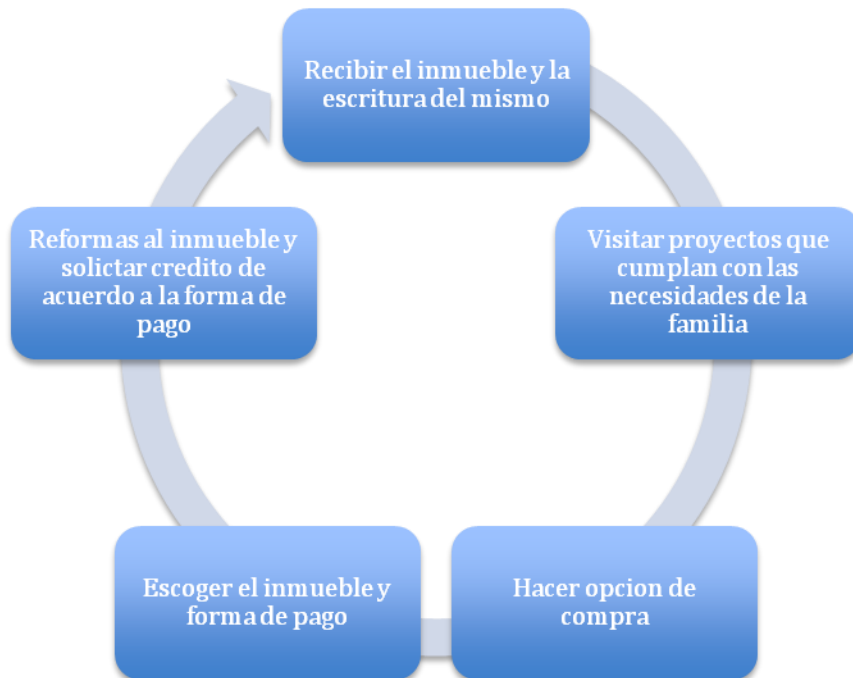 Recibir el inmueble y la
escritura del mismo
Visitar proyectos que
cumplan con las
necesidades de la
familia
Hacer opcion de
compra
Escoger el inmueble y
forma de pago
Reformas al inmueble y
solictar credito de
acuerdo a la forma de
pago